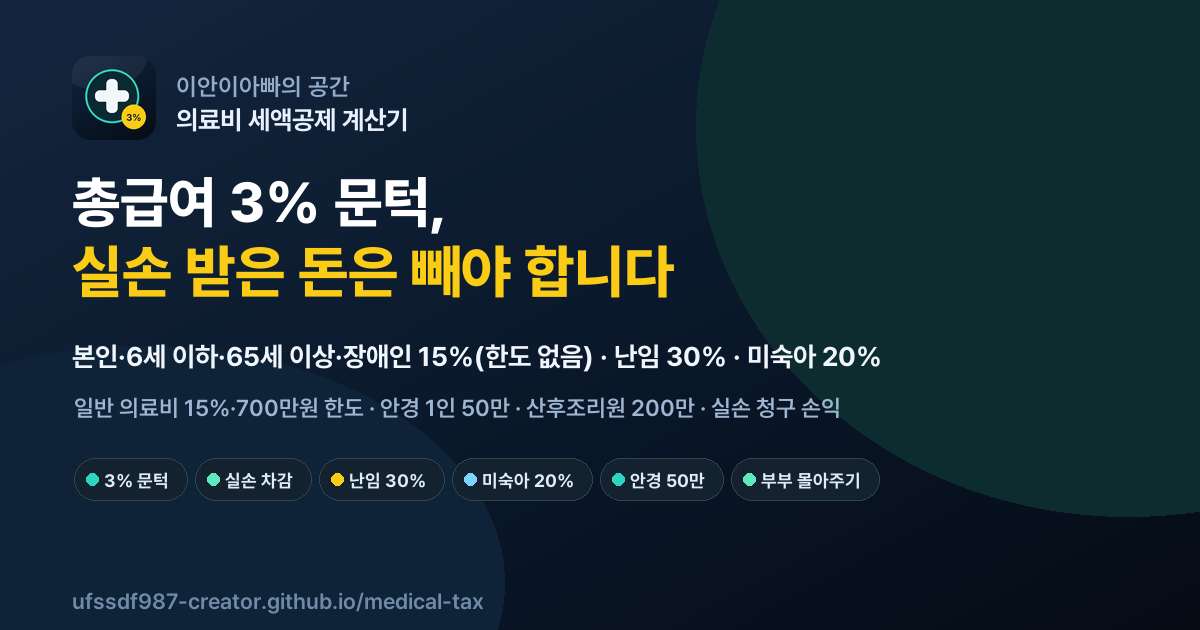 3%
이안이아빠의 공간
의료비 세액공제 계산기
총급여 3% 문턱,
실손 받은 돈은 빼야 합니다
본인·6세 이하·65세 이상·장애인 15%(한도 없음) · 난임 30% · 미숙아 20%
일반 의료비 15%·700만원 한도 · 안경 1인 50만 · 산후조리원 200만 · 실손 청구 손익
3% 문턱 실손 차감 난임 30% 미숙아 20% 안경 50만 부부 몰아주기
ufssdf987-creator.github.io/medical-tax